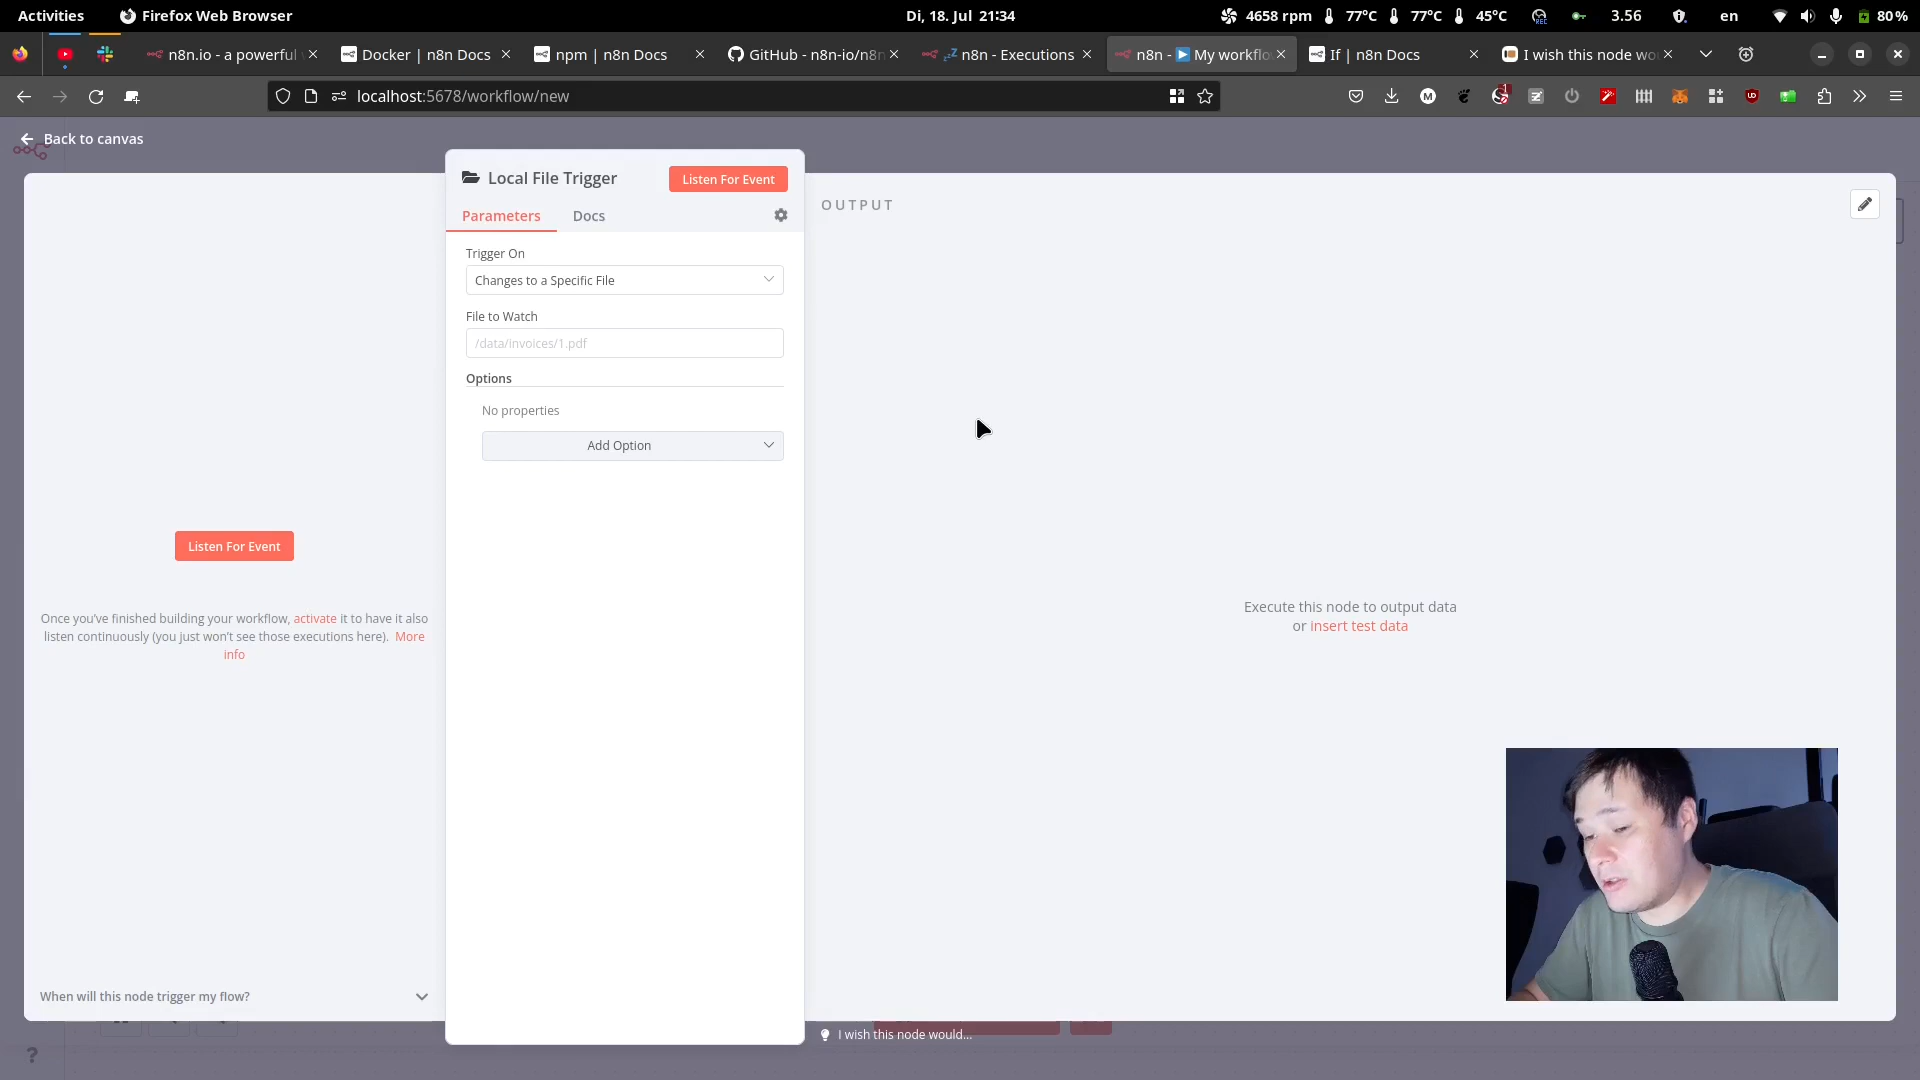 Activities
Firefox Web Browser
Di, 18. Jul 21:34
4658 rpm 77°C 77°C 45°C 3.56 en 80%
n8n.io - a powerful
Docker | n8n Docs
npm | n8n Docs
GitHub - n8n-io/n8n
n8n - Executions
n8n - My workflo
If | n8n Docs
I wish this node wo
localhost:5678/workflow/new
Back to canvas
Local File Trigger
Listen For Event
Parameters
Docs
Trigger On
Changes to a Specific File
File to Watch
/data/invoices/1.pdf
Options
No properties
Add Option
Listen For Event
Once you've finished building your workflow, activate it to have it also
listen continuously (you just won't see those executions here). More
info
When will this node trigger my flow?
OUTPUT
Execute this node to output data
or insert test data
I wish this node would...